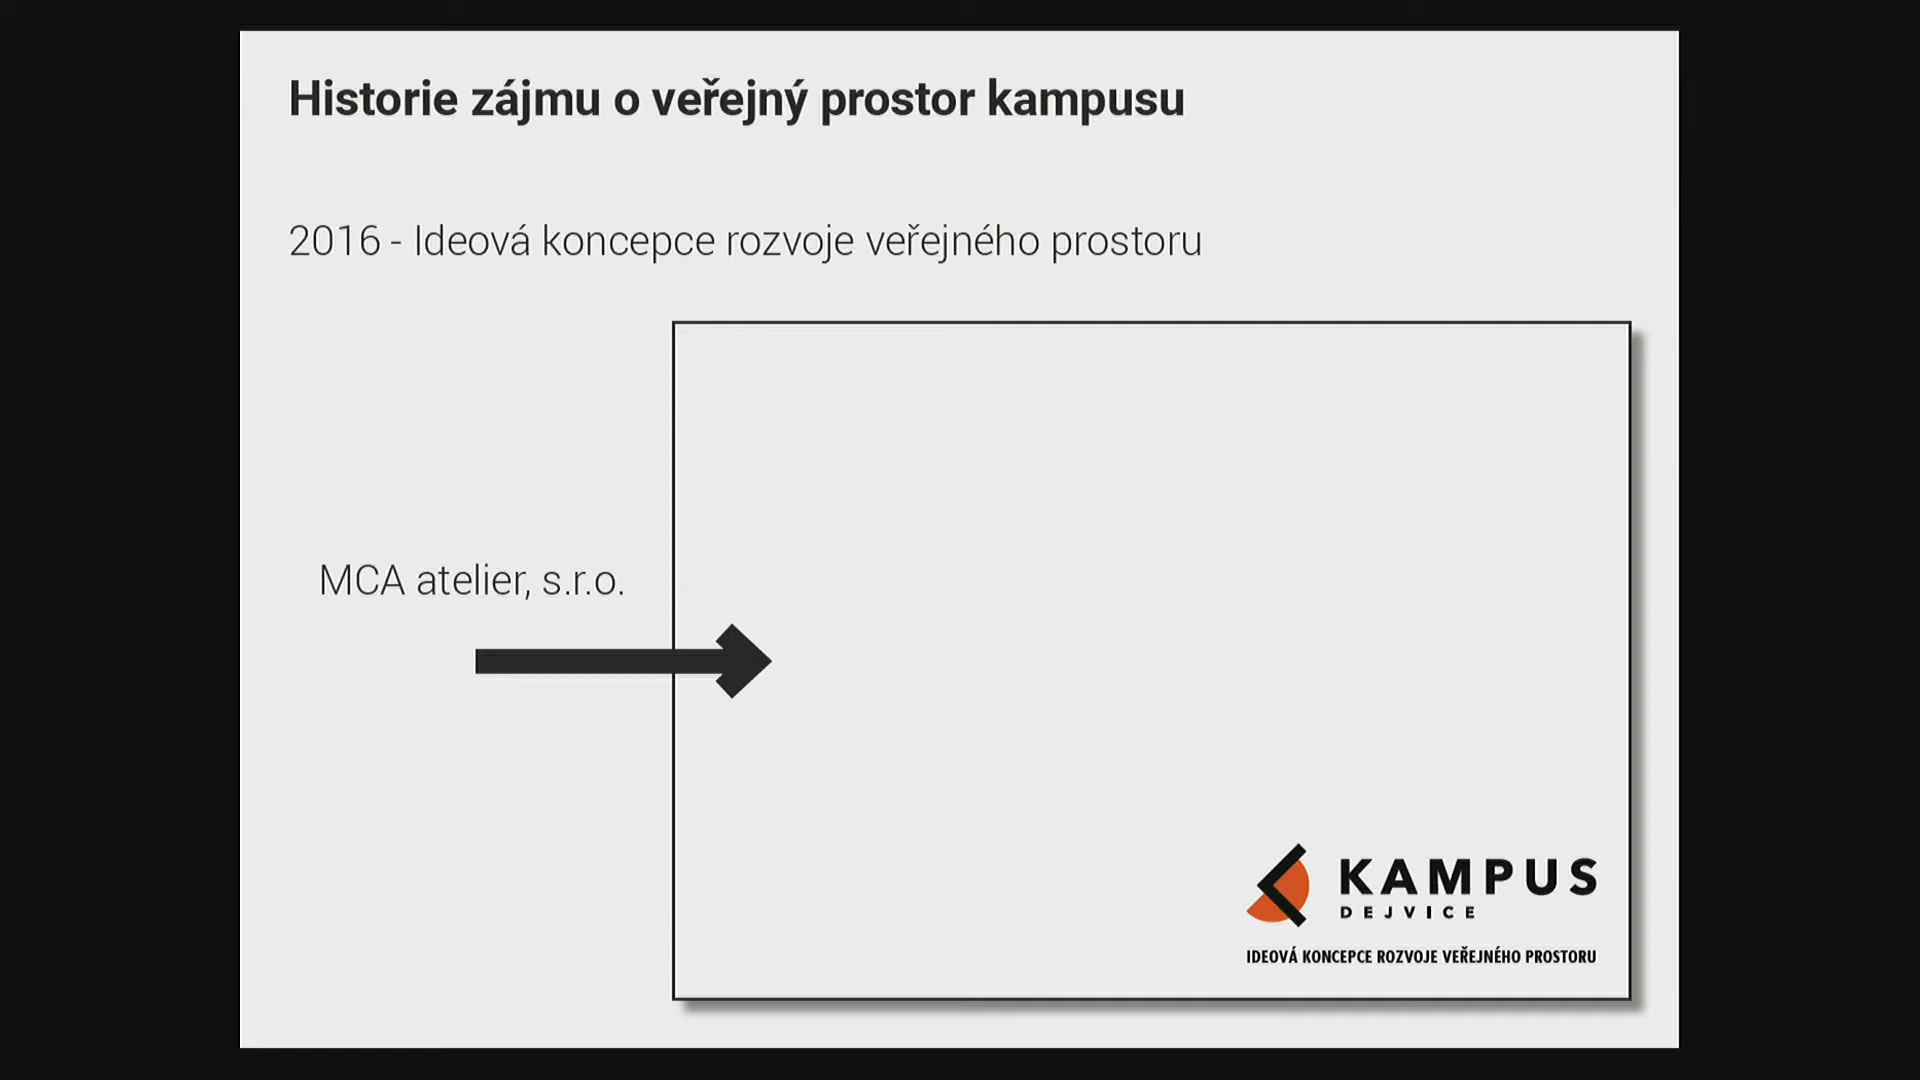 Historie zájmu o veřejný prostor kampusu
2016 - Ideová koncepce rozvoje veřejného prostoru
MCA atelier, s.r.o.
KAMPUS
DEJVICE
IDEOVÁ KONCEPCE ROZVOJE VEŘEJNÉHO PROSTORU